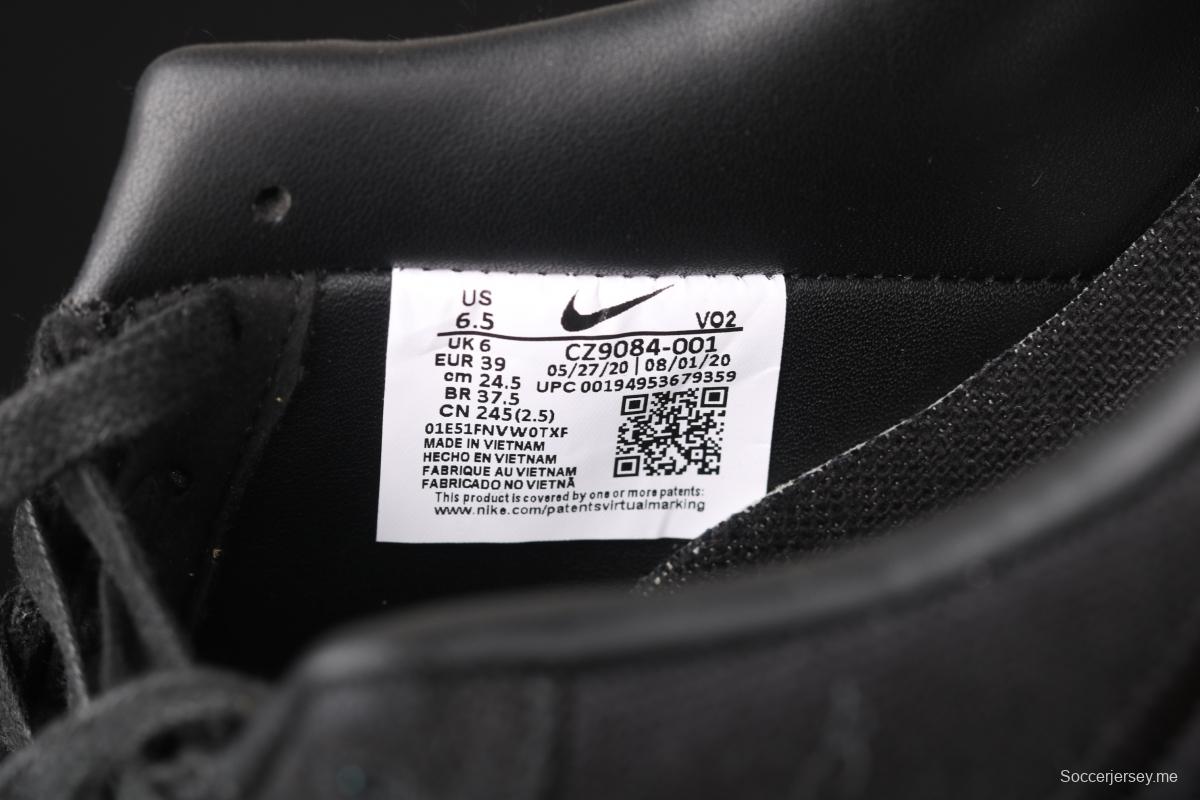 US
6.5
VO2
UK 6
EUR 39
cm 24.5
BR 37.5
CN 245(2.5)
CZ9084-001
05/27/20 | 08/01/20
UPC 00194953679359
01E51FNVW0TXF
MADE IN VIETNAM
HECHO EN VIETNAM
FABRIQUE AU VIETNAM
FABRICADO NO VIETNÃ
This product is covered by one or more patents:
www.nike.com/patentsvirtualmarking
Soccerjersey.me